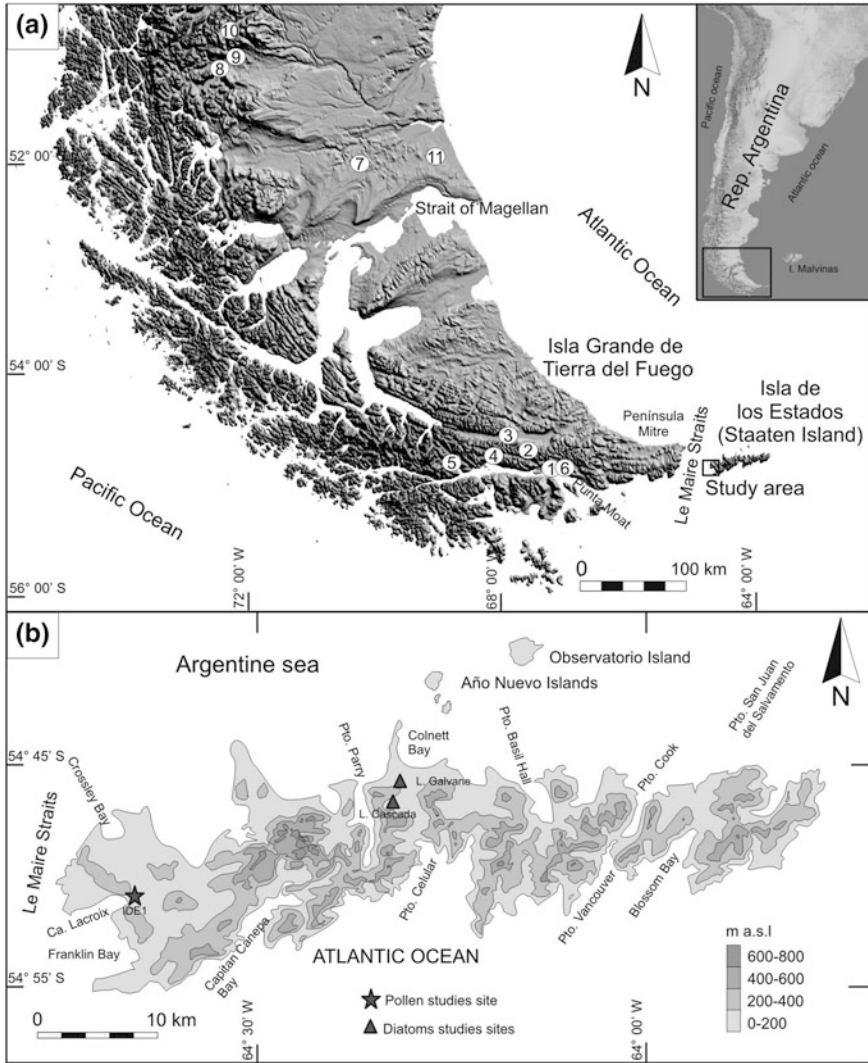 (a)
10
9
8
7
11
52° 00' S
Strait of Magellan
N
Atlantic Ocean
Pacific ocean
Rep. Argentina
Atlantic ocean
I. Malvinas
54° 00' S
Isla Grande de
Tierra del Fuego
Península
Mitre
Isla de
los Estados
(Staaten Island)
Le Maire Straits
Study area
3
2
4
5
1
6
Punta Moat
Pacific Ocean
0 100 km
56° 00' S
72° 00' W
68° 00' W
64° 00' W
(b)
Argentine sea
Observatorio Island
Año Nuevo Islands
N
Pto. San Juan
del Salvamento
Colnett
Bay
Pto. Parry
Pto. Basil Hall
Pto. Cook
54° 45' S
Crossley Bay
L. Galvarne
L. Cascada
Le Maire Straits
IDE1
Ca. Lacroix
Franklin Bay
Capitan Canepa
Bay
Pto. Celular
Pto. Vancouver
Blossom Bay
ATLANTIC OCEAN
54° 55' S
Pollen studies site
Diatoms studies sites
0 10 km
64° 30' W
64° 00' W
m a.s.l
600-800
400-600
200-400
0-200